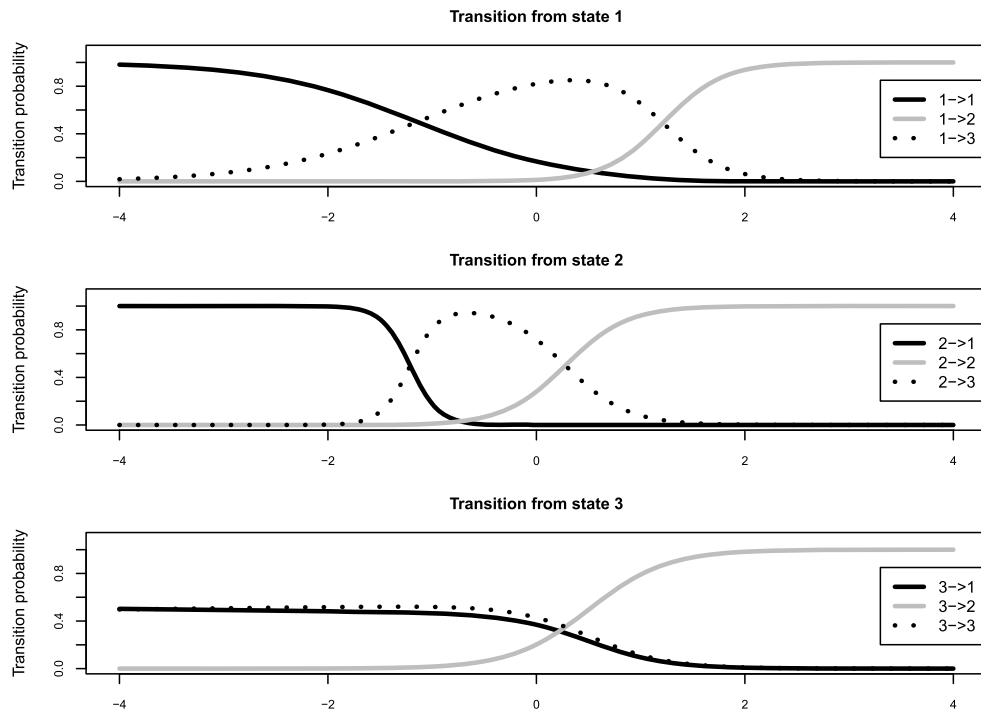 Transition from state 1
Transition probability
0.8
0.4
0.0
1->1
1->2
1->3
−4 −2 0 2 4
Transition from state 2
Transition probability
0.8
0.4
0.0
2->1
2->2
2->3
−4 −2 0 2 4
Transition from state 3
Transition probability
0.8
0.4
0.0
3->1
3->2
3->3
−4 −2 0 2 4